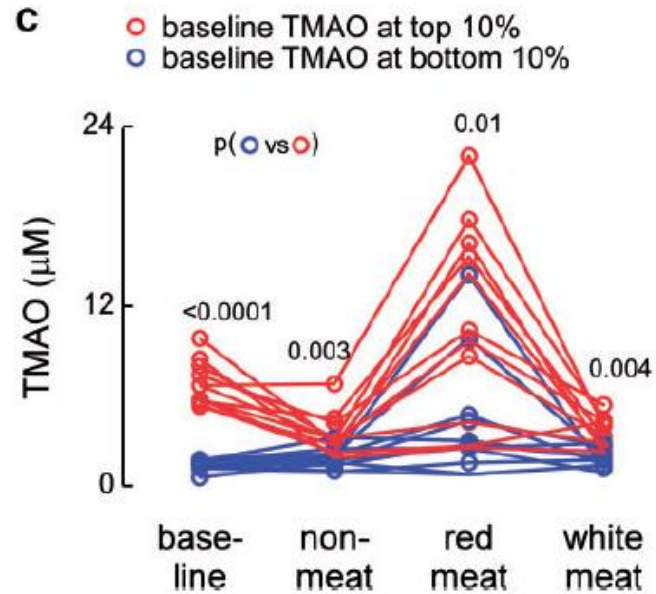 c
baseline TMAO at top 10%
baseline TMAO at bottom 10%
24
p( vs )
0.01
<0.0001
0.003
12
0.004
TMAO (μM)
0
base-
line
non-
meat
red
meat
white
meat